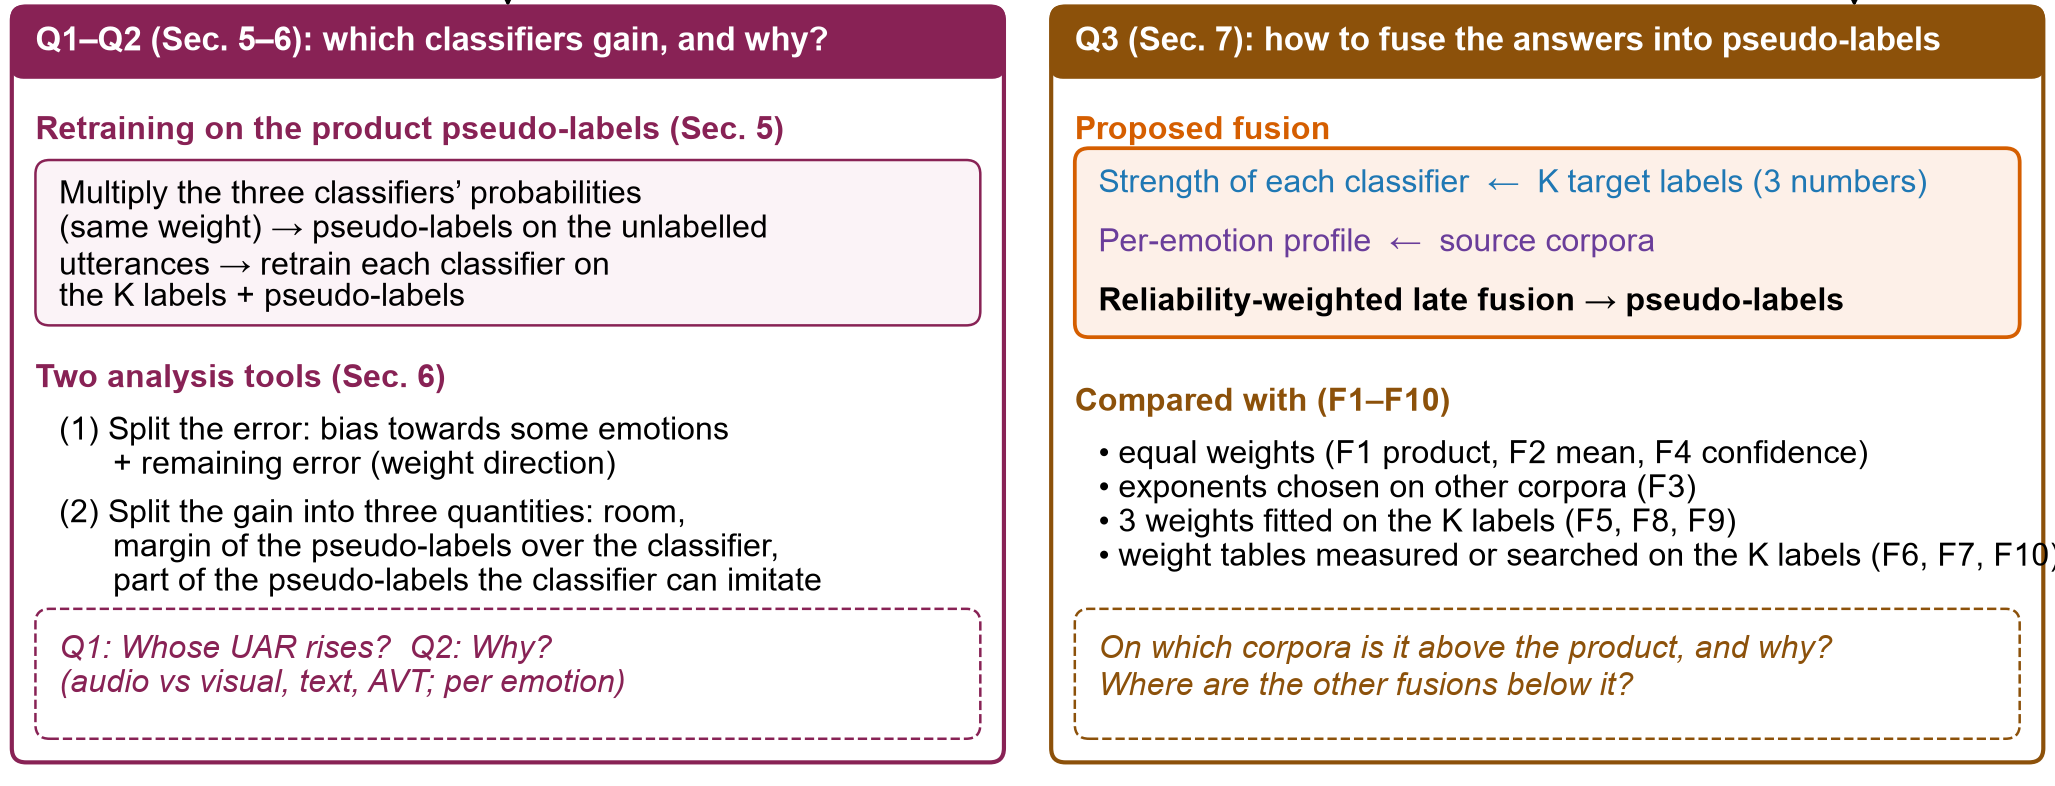 Q1–Q2 (Sec. 5–6): which classifiers gain, and why?
Retraining on the product pseudo-labels (Sec. 5)
Multiply the three classifiers’ probabilities
(same weight) → pseudo-labels on the unlabelled
utterances → retrain each classifier on
the K labels + pseudo-labels
Two analysis tools (Sec. 6)
(1) Split the error: bias towards some emotions
+ remaining error (weight direction)
(2) Split the gain into three quantities: room,
margin of the pseudo-labels over the classifier,
part of the pseudo-labels the classifier can imitate
Q1: Whose UAR rises? Q2: Why?
(audio vs visual, text, AVT; per emotion)
Q3 (Sec. 7): how to fuse the answers into pseudo-labels
Proposed fusion
Strength of each classifier ← K target labels (3 numbers)
Per-emotion profile ← source corpora
Reliability-weighted late fusion → pseudo-labels
Compared with (F1–F10)
• equal weights (F1 product, F2 mean, F4 confidence)
• exponents chosen on other corpora (F3)
• 3 weights fitted on the K labels (F5, F8, F9)
• weight tables measured or searched on the K labels (F6, F7, F10)
On which corpora is it above the product, and why?
Where are the other fusions below it?